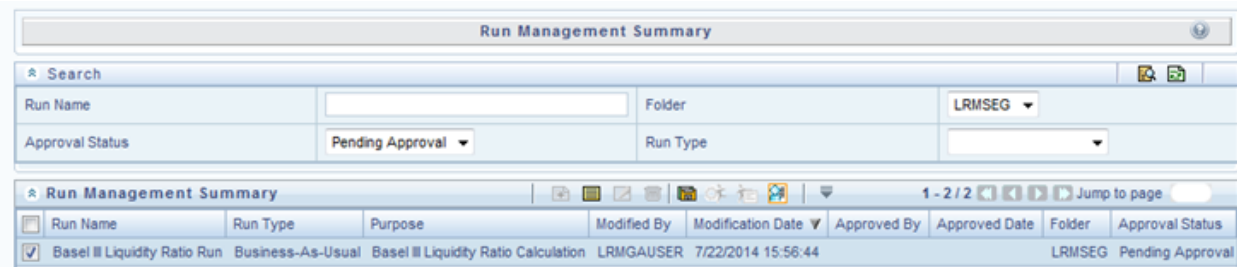 Run Management Summary
Search
Run Name Folder LRMSEG
Approval Status Pending Approval Run Type
Run Management Summary 1 - 2 / 2 Jump to page
Run Name Run Type Purpose Modified By Modification Date Approved By Approved Date Folder Approval Status
Basel III Liquidity Ratio Run Business-As-Usual Basel III Liquidity Ratio Calculation LRMGAUSER 7/22/2014 15:56:44 LRMSEG Pending Approval